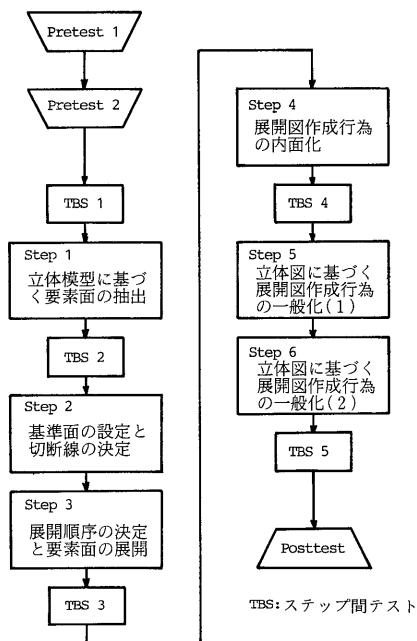 Pretest 1
Pretest 2
TBS 1
Step 1
立体模型に基づ
く要素面の抽出
TBS 2
Step 2
基準面の設定と
切断線の決定
Step 3
展開順序の決定
と要素面の展開
TBS 3
Step 4
展開図作成行為
の内面化
TBS 4
Step 5
立体図に基づく
展開図作成行為
の一般化(1)
Step 6
立体図に基づく
展開図作成行為
の一般化(2)
TBS 5
Posttest
TBS:ステップ間テスト